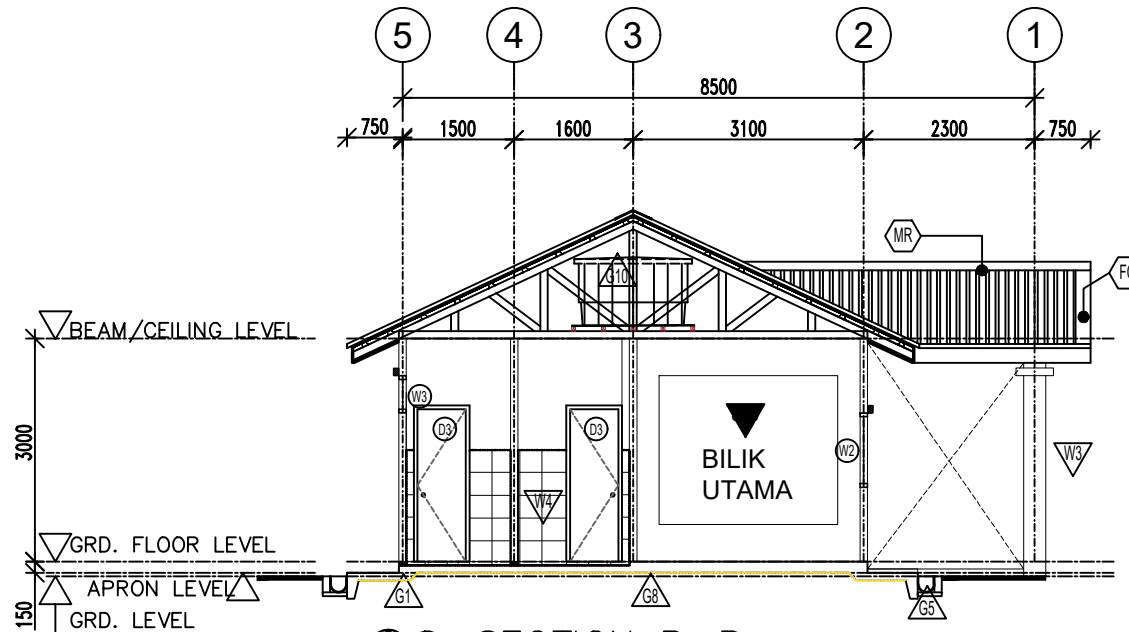 5 4 3 2 1
8500
750 1500 1600 3100 2300 750
MR
G10
BEAM/CEILING LEVEL
W3
D3
D3
3000
BILIK
UTAMA
W2
W3
W4
GRD. FLOOR LEVEL
APRON LEVEL
G1
G8
G5
150
GRD. LEVEL